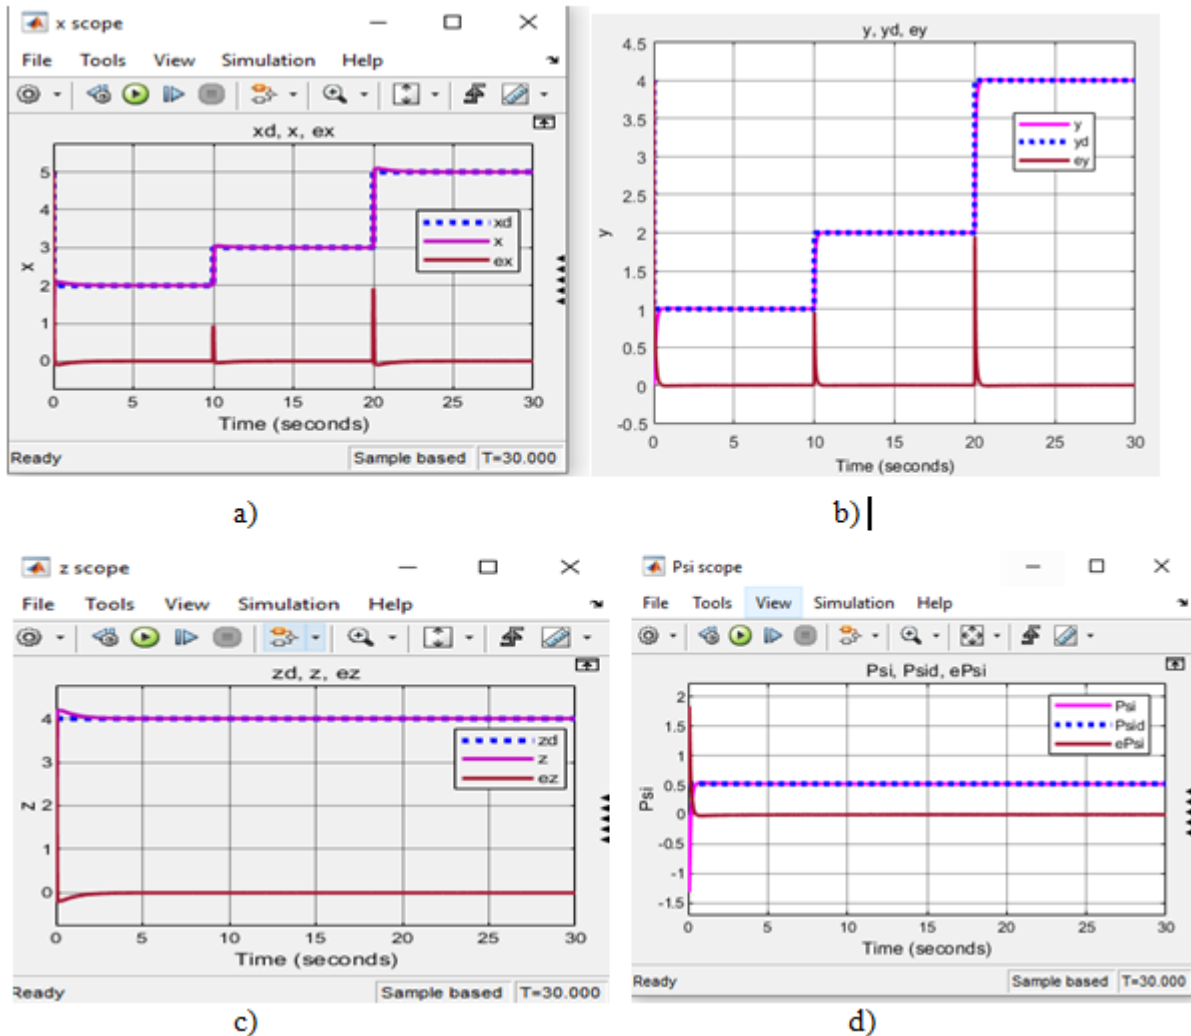 x scope
File Tools View Simulation Help
xd, x, ex
5
4
3
2
1
0
x
xd
x
ex
0 5 10 15 20 25 30
Time (seconds)
Ready Sample based T=30.000
a)
y, yd, ey
4.5
4
3.5
3
2.5
2
1.5
1
0.5
0
-0.5
y
y
yd
ey
0 5 10 15 20 25 30
Time (seconds)
b)
z scope
File Tools View Simulation Help
zd, z, ez
4
3
2
1
0
Z
zd
z
ez
0 5 10 15 20 25 30
Time (seconds)
Ready Sample based T=30.000
c)
Psi scope
File Tools View Simulation Help
Psi, Psid, ePsi
2
1.5
1
0.5
0
-0.5
-1
-1.5
Psi
Psi
Psid
ePsi
0 5 10 15 20 25 30
Time (seconds)
Ready Sample based T=30.000
d)